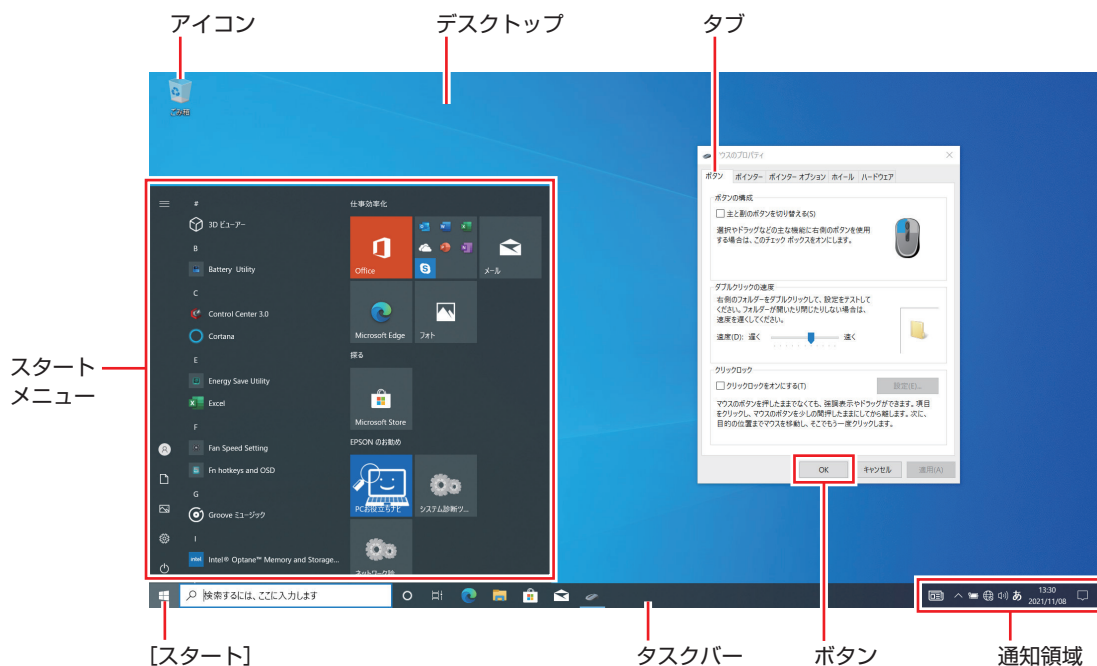 アイコン
デスクトップ
タブ
ごみ箱
スタート
メニュー
#
3D ビューアー
B
Battery Utility
C
Control Center 3.0
Cortana
E
Energy Save Utility
Excel
F
Fan Speed Setting
Fn hotkeys and OSD
G
Groove ミュージック
I
intel
Intel® Optane™ Memory and Storage...
仕事効率化
Office
メール
Microsoft Edge
フォト
探る
Microsoft Store
EPSON のお勧め
PCお役立ちナビ
システム診断ツ...
マウスのプロパティ
ボタン
ポインター
ポインター オプション
ホイール
ハードウェア
ボタンの構成
主と副のボタンを切り替える(S)
選択やドラッグなどの主な機能に右側のボタンを使用
する場合は、このチェック ボックスをオンにします。
ダブルクリックの速度
右側のフォルダーをダブルクリックして、設定をテストして
ください。フォルダーが開いたり閉じたりしない場合は、
速度を遅くしてください。
速度(D): 遅く 速く
クリックロック
クリックロックをオンにする(T)
設定(E)...
マウスのボタンを押したままでなくても、強調表示やドラッグができます。項目
をクリックし、マウスのボタンを少しの間押したままにしてから離します。次に、
目的の位置までマウスを移動し、そこでもう一度クリックします。
OK
キャンセル
適用(A)
検索するには、ここに入力します
あ
13:30
2021/11/08
[スタート]
タスクバー
ボタン
通知領域